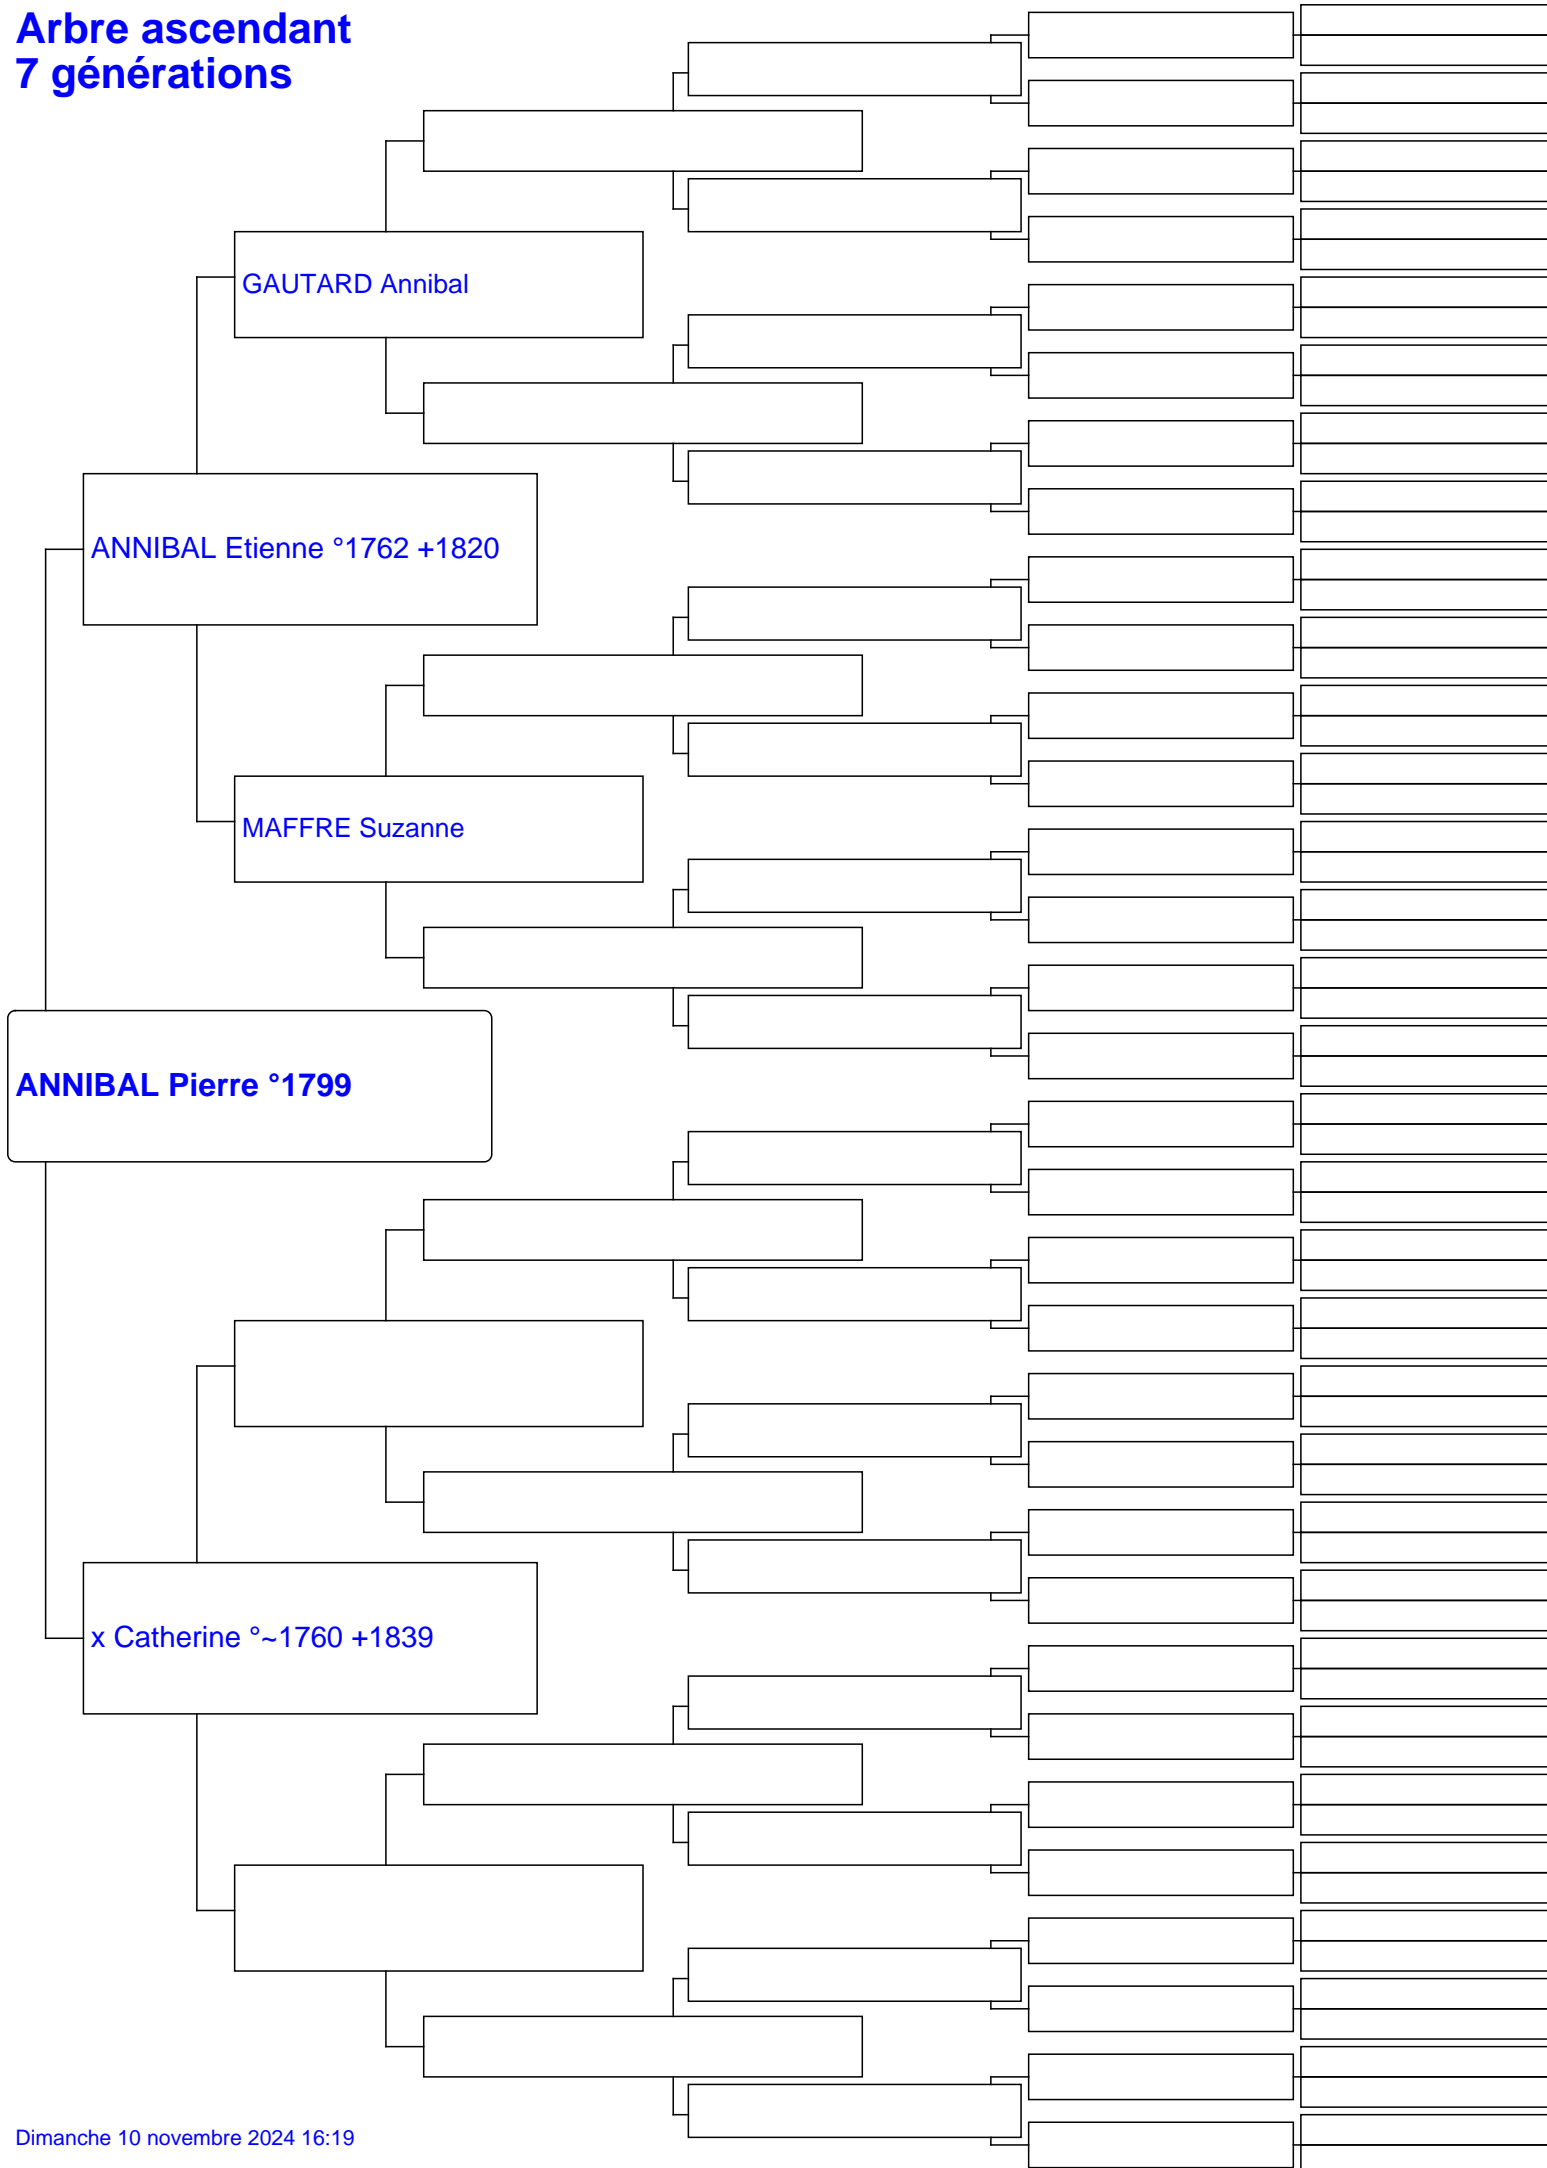 Arbre ascendant
7 générations
GAUTARD Annibal
ANNIBAL Etienne °1762 +1820
MAFFRE Suzanne
ANNIBAL Pierre °1799
x Catherine °~1760 +1839
Dimanche 10 novembre 2024 16:19